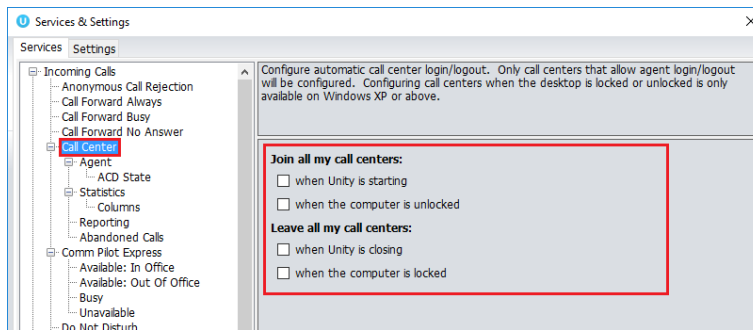 Services & Settings
Services Settings
Incoming Calls
Anonymous Call Rejection
Call Forward Always
Call Forward Busy
Call Forward No Answer
Call Center
Agent
ACD State
Statistics
Columns
Reporting
Abandoned Calls
Comm Pilot Express
Available: In Office
Available: Out Of Office
Busy
Unavailable
Do Not Disturb
Configure automatic call center login/logout. Only call centers that allow agent login/logout
will be configured. Configuring call centers when the desktop is locked or unlocked is only
available on Windows XP or above.
Join all my call centers:
when Unity is starting
when the computer is unlocked
Leave all my call centers:
when Unity is closing
when the computer is locked